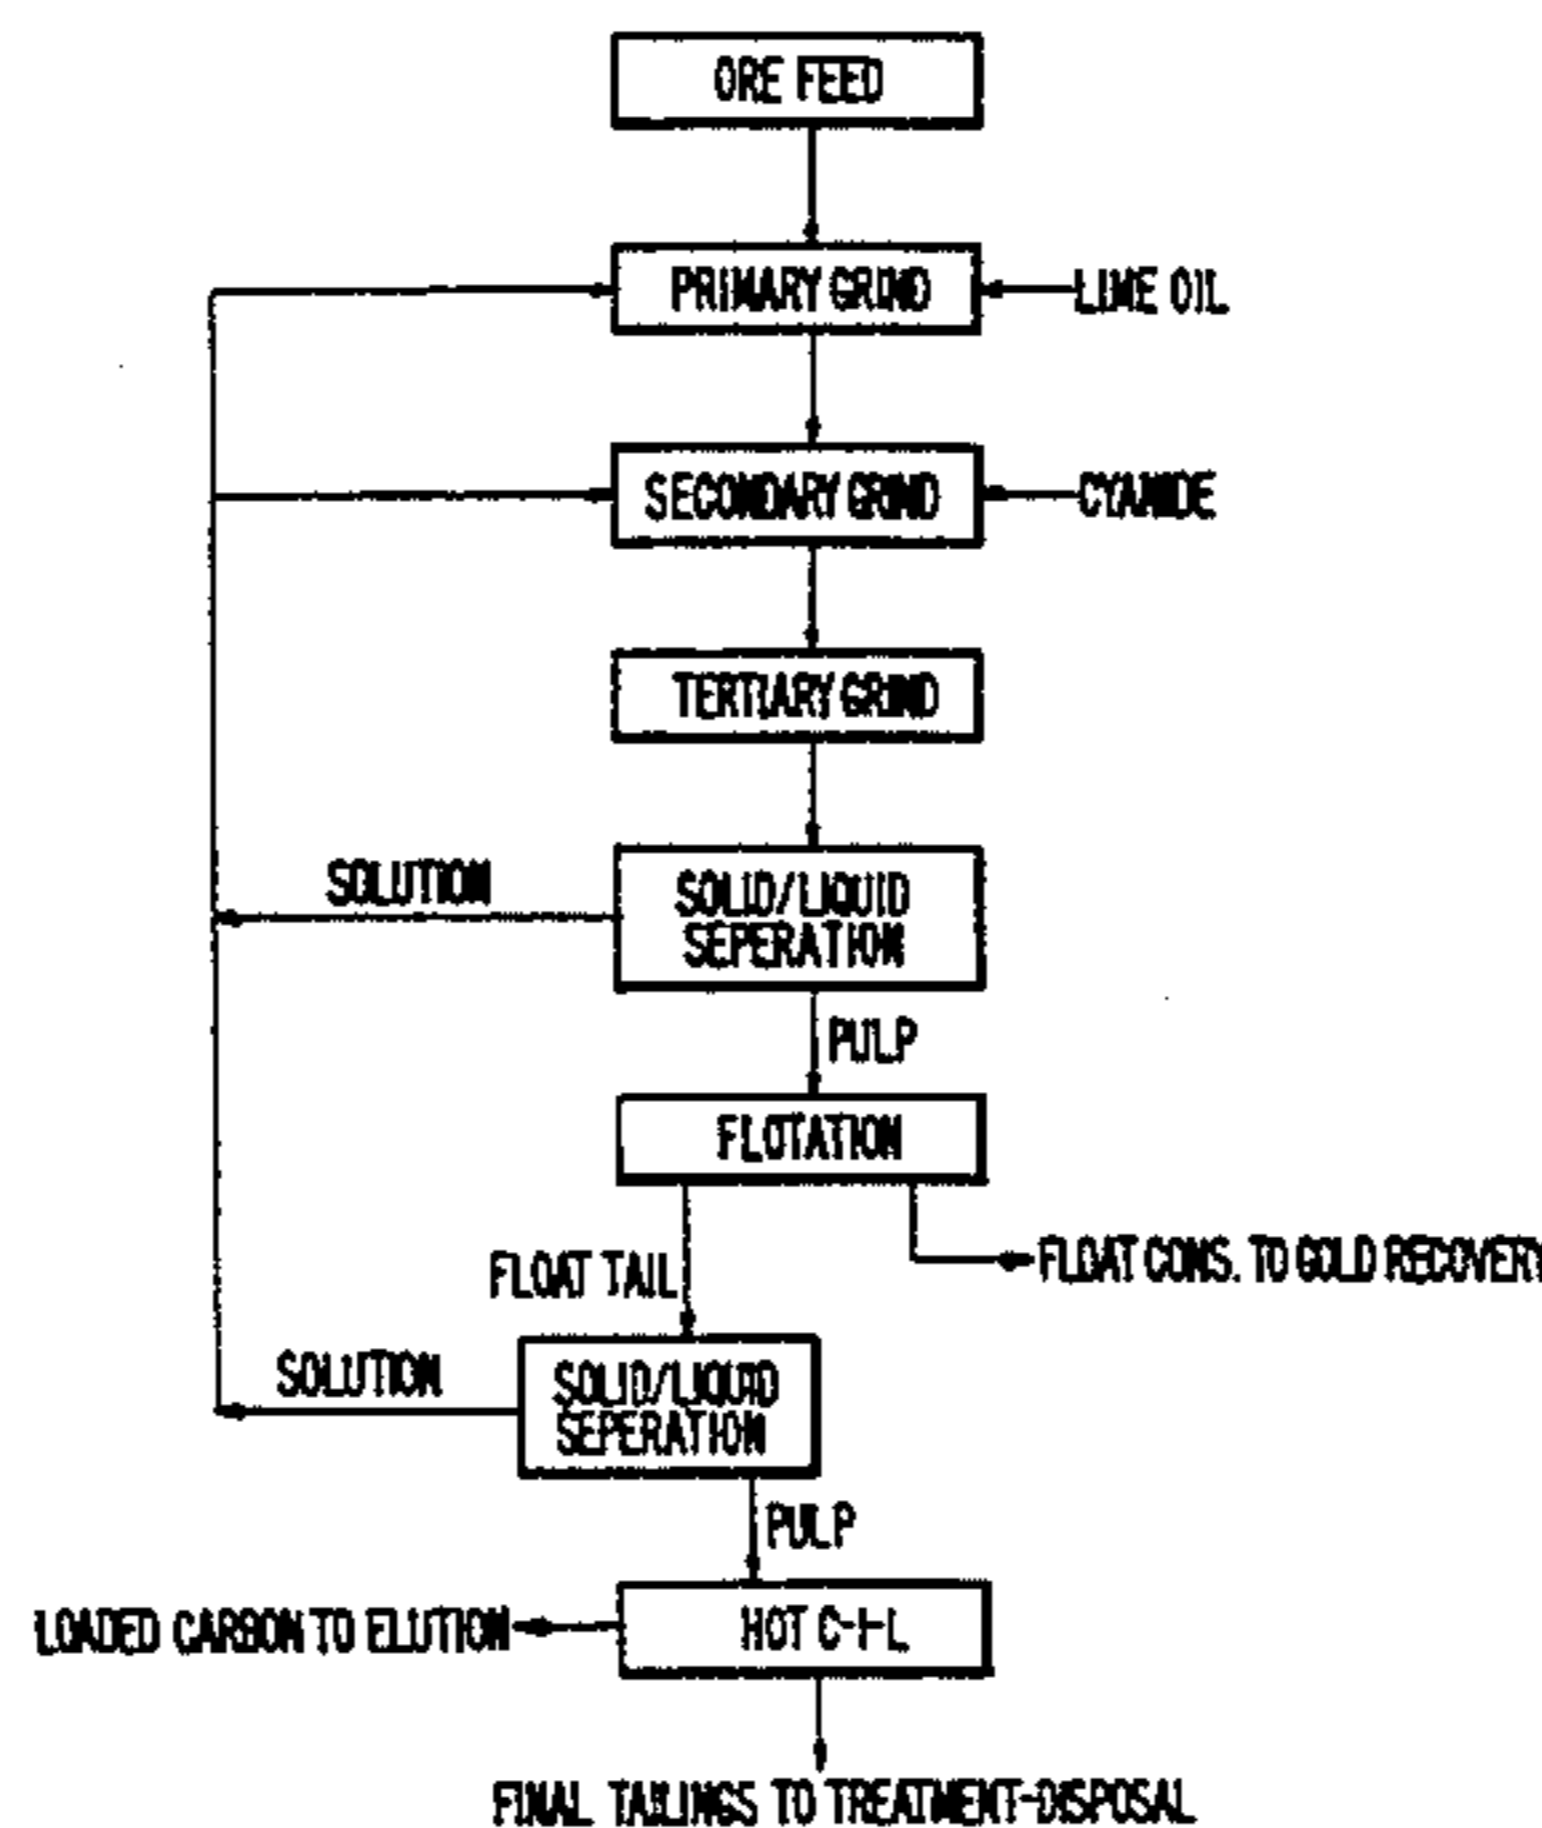 ORE FEED
PRIMARY GRIND
LIME OIL
SECONDARY GRIND
CYANIDE
TERTIARY GRIND
SOLUTION
SOLID/LIQUID
SEPERATION
PULP
FLOTATION
FLOAT TAIL
FLOAT CONS. TO GOLD RECOVERY
SOLUTION
SOLID/LIQUID
SEPERATION
PULP
LOADED CARBON TO ELUTION
HOT C-I-L
FINAL TAILINGS TO TREATMENT-DISPOSAL